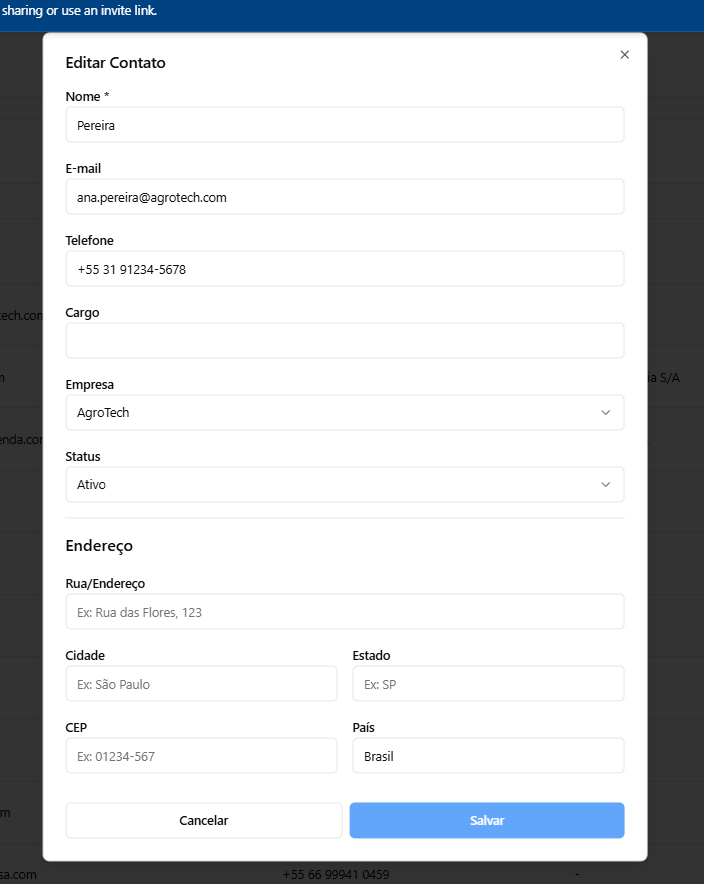 sharing or use an invite link.
Editar Contato
Nome *
Pereira
E-mail
ana.pereira@agrotech.com
Telefone
+55 31 91234-5678
Cargo
Empresa
AgroTech
Status
Ativo
Endereço
Rua/Endereço
Ex: Rua das Flores, 123
Cidade
Estado
Ex: São Paulo
Ex: SP
CEP
País
Ex: 01234-567
Brasil
Cancelar
Salvar
tech.com
ia S/A
enda.com
sa.com
+55 66 99941 0459
-